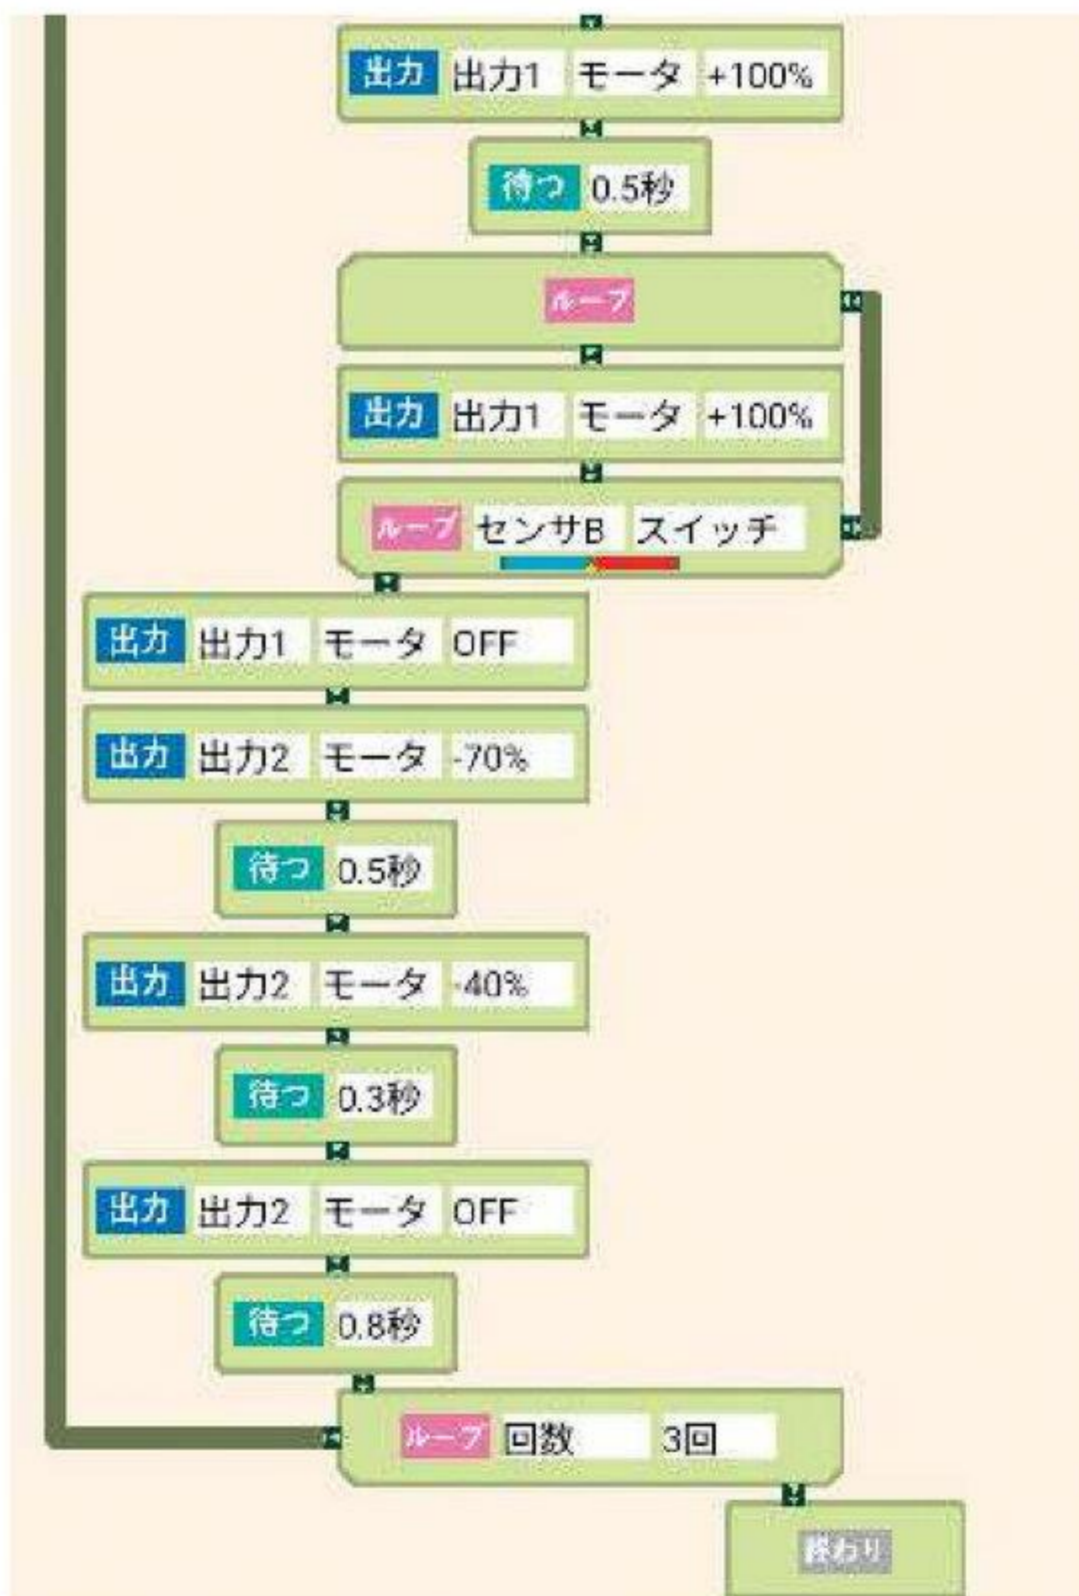 出力 出力1 モータ +100%
待つ 0.5秒
ループ
出力 出力1 モータ +100%
ループ センサB スイッチ
出力 出力1 モータ OFF
出力 出力2 モータ -70%
待つ 0.5秒
出力 出力2 モータ -40%
待つ 0.3秒
出力 出力2 モータ OFF
待つ 0.8秒
ループ 回数 3回
終わり